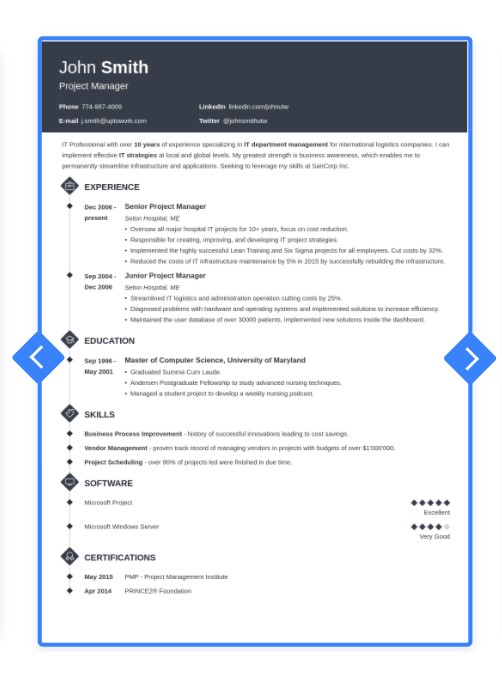 John Smith
Project Manager
Phone 774-987-4009 LinkedIn linkedin.com/johnutw
E-mail j.smith@uptowork.com Twitter @johnsmithutw
IT Professional with over 10 years of experience specializing in IT department management for international logistics companies. I can
implement effective IT strategies at local and global levels. My greatest strength is business awareness, which enables me to
permanently streamline infrastructure and applications. Seeking to leverage my skills at SanCorp Inc.
EXPERIENCE
Dec 2006 - Senior Project Manager
present Seton Hospital, ME
• Oversaw all major hospital IT projects for 10+ years, focus on cost reduction.
• Responsible for creating, improving, and developing IT project strategies.
• Implemented the highly successful Lean Training and Six Sigma projects for all employees. Cut costs by 32%.
• Reduced the costs of IT infrastructure maintenance by 5% in 2015 by successfully rebuilding the infrastructure.
Sep 2004 - Junior Project Manager
Dec 2006 Seton Hospital, ME
• Streamlined IT logistics and administration operation cutting costs by 25%.
• Diagnosed problems with hardware and operating systems and implemented solutions to increase efficiency.
• Maintained the user database of over 30000 patients, implemented new solutions inside the dashboard.
EDUCATION
Sep 1996 - Master of Computer Science, University of Maryland
May 2001 • Graduated Summa Cum Laude.
• Andersen Postgraduate Fellowship to study advanced nursing techniques.
• Managed a student project to develop a weekly nursing podcast.
SKILLS
Business Process Improvement - history of successful innovations leading to cost savings.
Vendor Management - proven track record of managing vendors in projects with budgets of over $1'000'000.
Project Scheduling - over 90% of projects led were finished in due time.
SOFTWARE
Microsoft Project
Excellent
Microsoft Windows Server
Very Good
CERTIFICATIONS
May 2015 PMP - Project Management Institute
Apr 2014 PRINCE2® Foundation